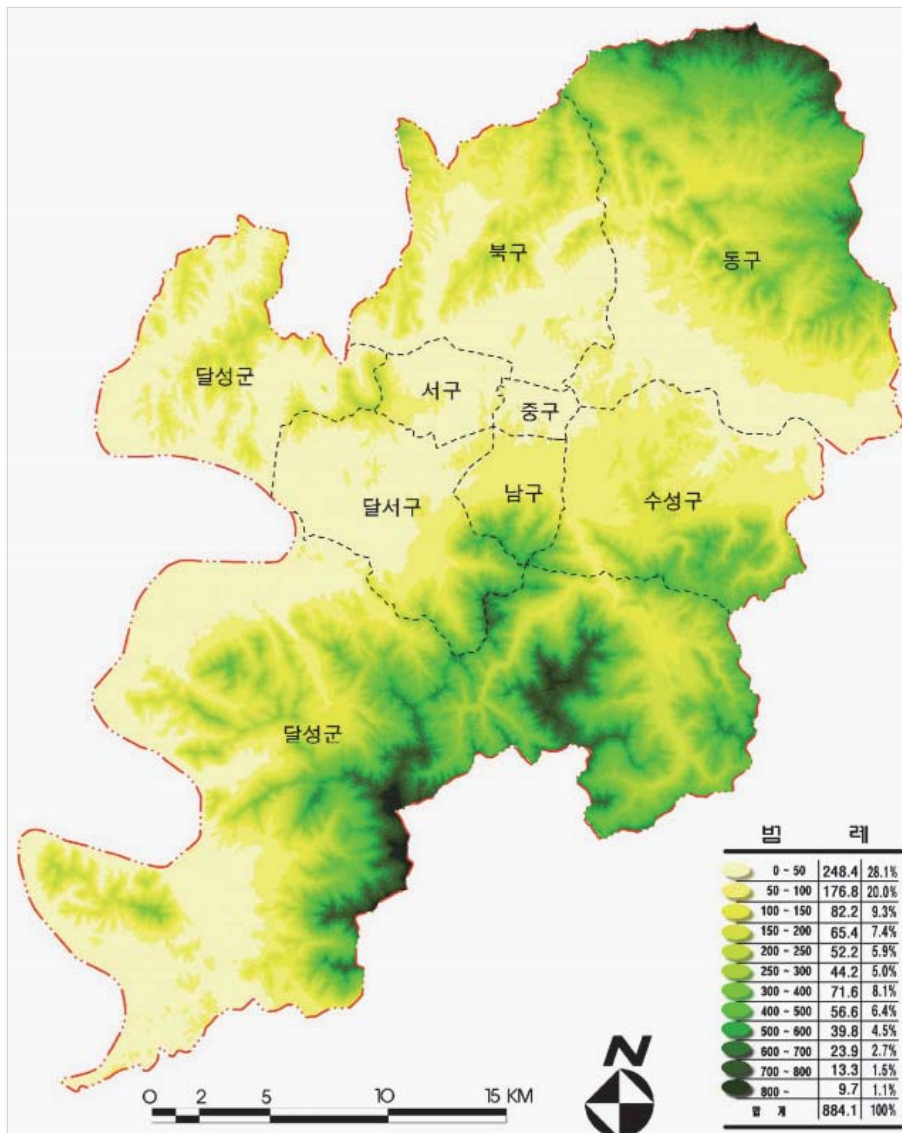 북구
동구
달성군
서구
중구
달서구
남구
수성구
달성군
범 례
0 ~ 50 248.4 28.1%
50 ~ 100 176.8 20.0%
100 ~ 150 82.2 9.3%
150 ~ 200 65.4 7.4%
200 ~ 250 52.2 5.9%
250 ~ 300 44.2 5.0%
300 ~ 400 71.6 8.1%
400 ~ 500 56.6 6.4%
500 ~ 600 39.8 4.5%
600 ~ 700 23.9 2.7%
700 ~ 800 13.3 1.5%
800 ~ 9.7 1.1%
합 계 884.1 100%
N
0 2 10 15 KM